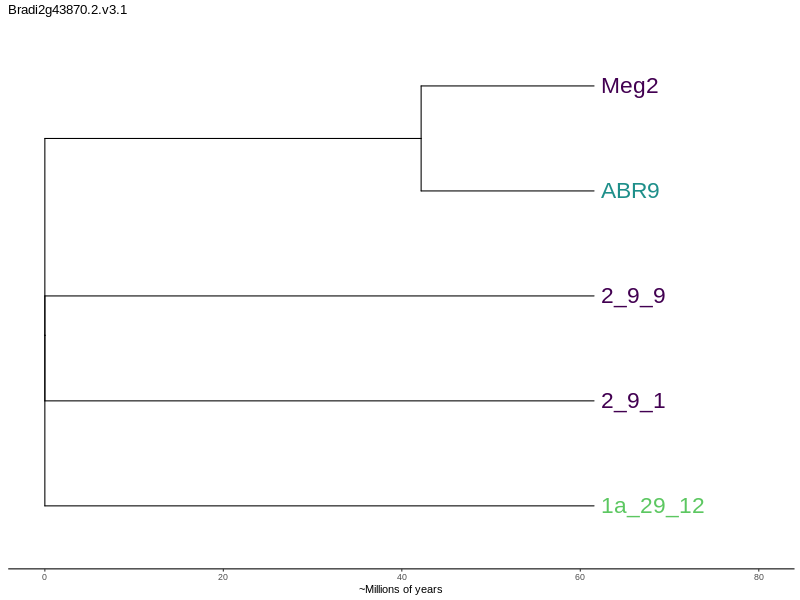 Bradi2g43870.2.v3.1
Meg2
ABR9
2_9_9
2_9_1
1a_29_12
0 20 40 60 80
~Millions of years